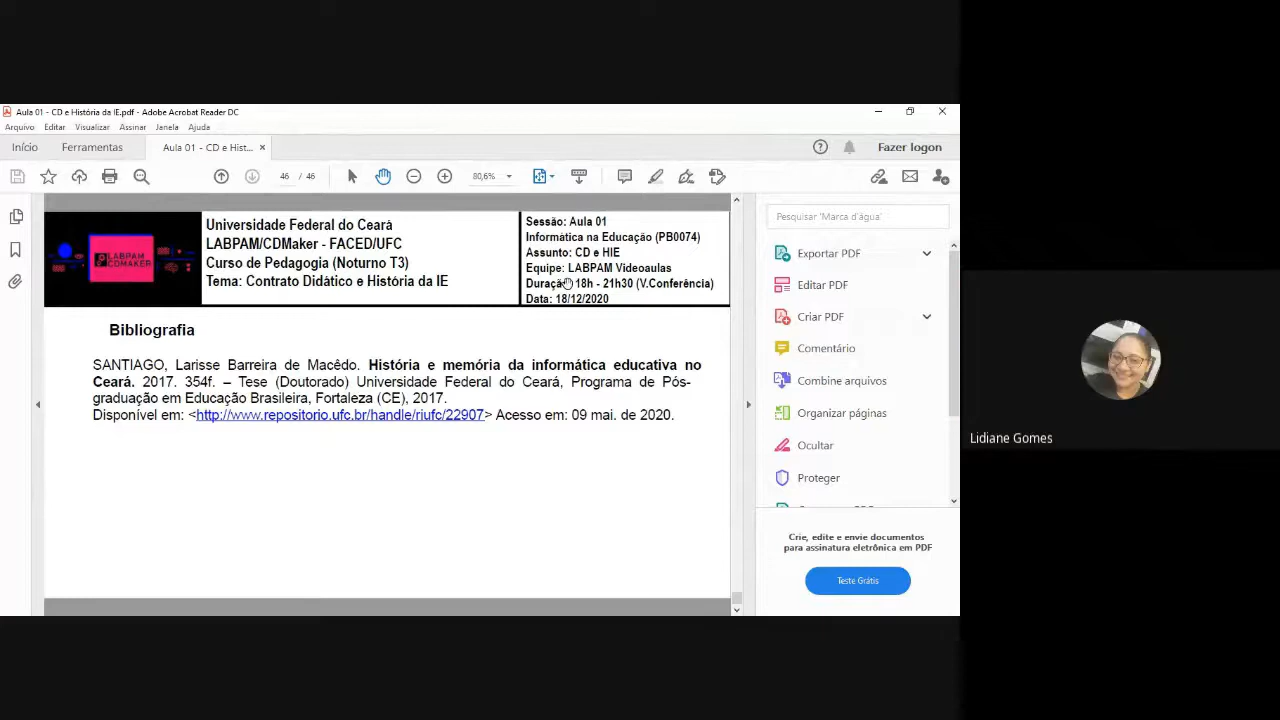 Aula 01 - CD e História da IE.pdf - Adobe Acrobat Reader DC
Arquivo Editar Visualizar Assinar Janela Ajuda
Início Ferramentas Aula 01 - CD e Hist... × Fazer logon
46 / 46 80,6%
Universidade Federal do Ceará
LABPAM/CDMaker - FACED/UFC
Curso de Pedagogia (Noturno T3)
Tema: Contrato Didático e História da IE
LABPAM
CDMAKER
Sessão: Aula 01
Informática na Educação (PB0074)
Assunto: CD e HIE
Equipe: LABPAM Videoaulas
Duração: 18h - 21h30 (V.Conferência)
Data: 18/12/2020
Bibliografia
SANTIAGO, Larisse Barreira de Macêdo. História e memória da informática educativa no
Ceará. 2017. 354f. – Tese (Doutorado) Universidade Federal do Ceará, Programa de Pós-
graduação em Educação Brasileira, Fortaleza (CE), 2017.
Disponível em: <http://www.repositorio.ufc.br/handle/riufc/22907> Acesso em: 09 mai. de 2020.
Pesquisar 'Marca d'água'
Exportar PDF
Editar PDF
Criar PDF
Comentário
Combine arquivos
Organizar páginas
Ocultar
Proteger
Crie, edite e envie documentos
para assinatura eletrônica em PDF
Teste Grátis
Lidiane Gomes